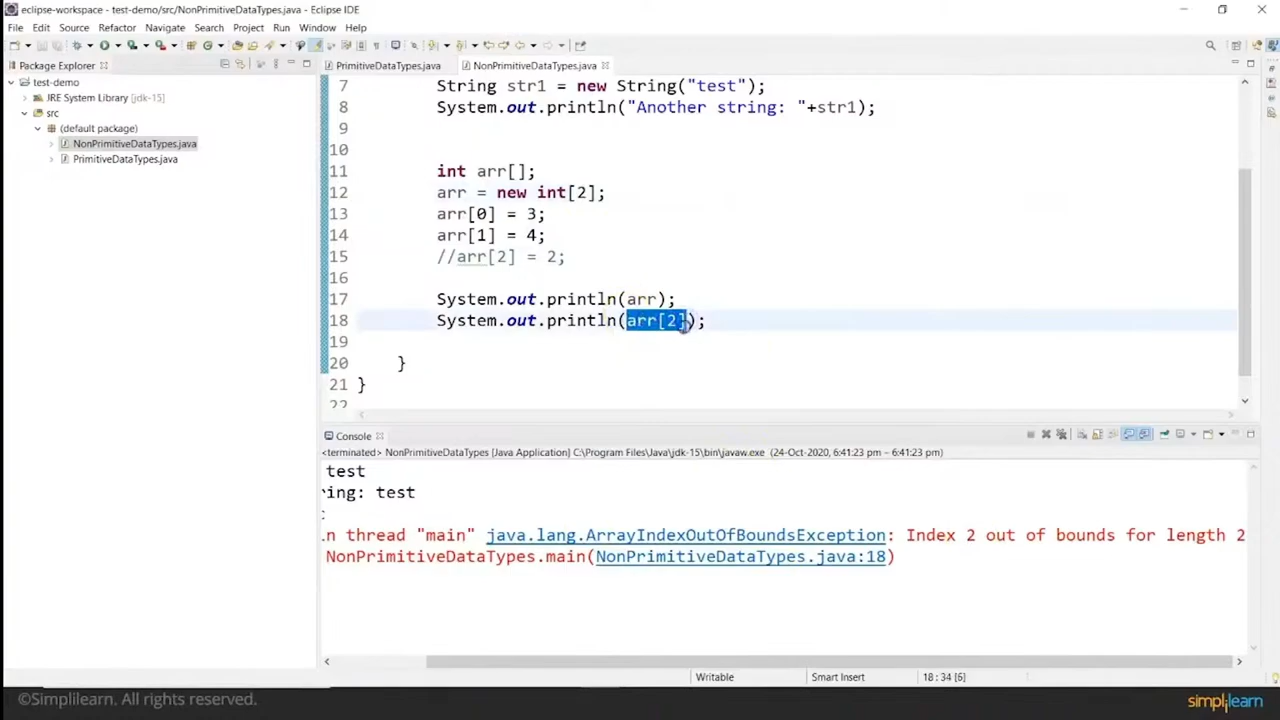 eclipse-workspace - test-demo/src/NonPrimitiveDataTypes.java - Eclipse IDE
File Edit Source Refactor Navigate Search Project Run Window Help
Package Explorer
PrimitiveDataTypes.java
NonPrimitiveDataTypes.java
test-demo
JRE System Library [jdk-15]
src
(default package)
NonPrimitiveDataTypes.java
PrimitiveDataTypes.java
7 String str1 = new String("test");
8 System.out.println("Another string: "+str1);
9
10
11 int arr[];
12 arr = new int[2];
13 arr[0] = 3;
14 arr[1] = 4;
15 //arr[2] = 2;
16
17 System.out.println(arr);
18 System.out.println(arr[2]);
19
20 }
21 }
22
Console
<terminated> NonPrimitiveDataTypes [Java Application] C:\Program Files\Java\jdk-15\bin\javaw.exe (24-Oct-2020, 6:41:23 pm – 6:41:23 pm)
test
ring: test
in thread "main" java.lang.ArrayIndexOutOfBoundsException: Index 2 out of bounds for length 2
NonPrimitiveDataTypes.main(NonPrimitiveDataTypes.java:18)
Writable
Smart Insert
18 : 34 [6]
©Simplilearn. All rights reserved.
simplilearn